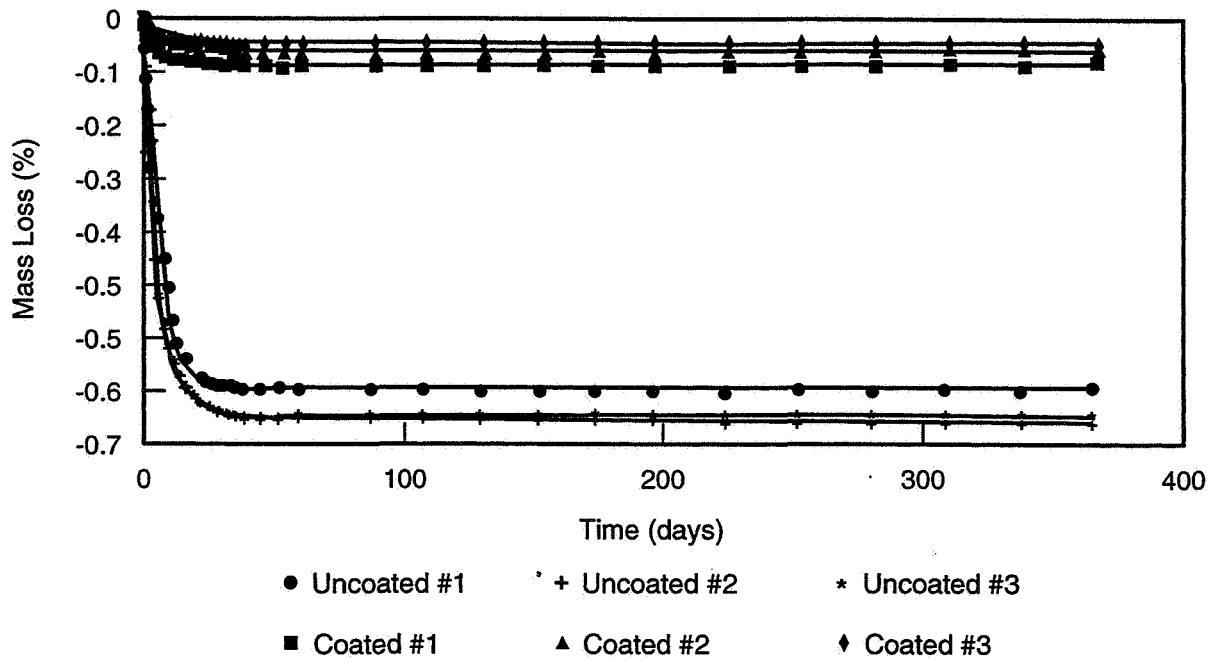 0
-0.1
-0.2
-0.3
-0.4
-0.5
-0.5
-0.6
-0.7
Mass Loss (%)
0 100 200 300 400
Time (days)
Uncoated #1 Uncoated #2 Uncoated #3
Coated #1 Coated #2 Coated #3